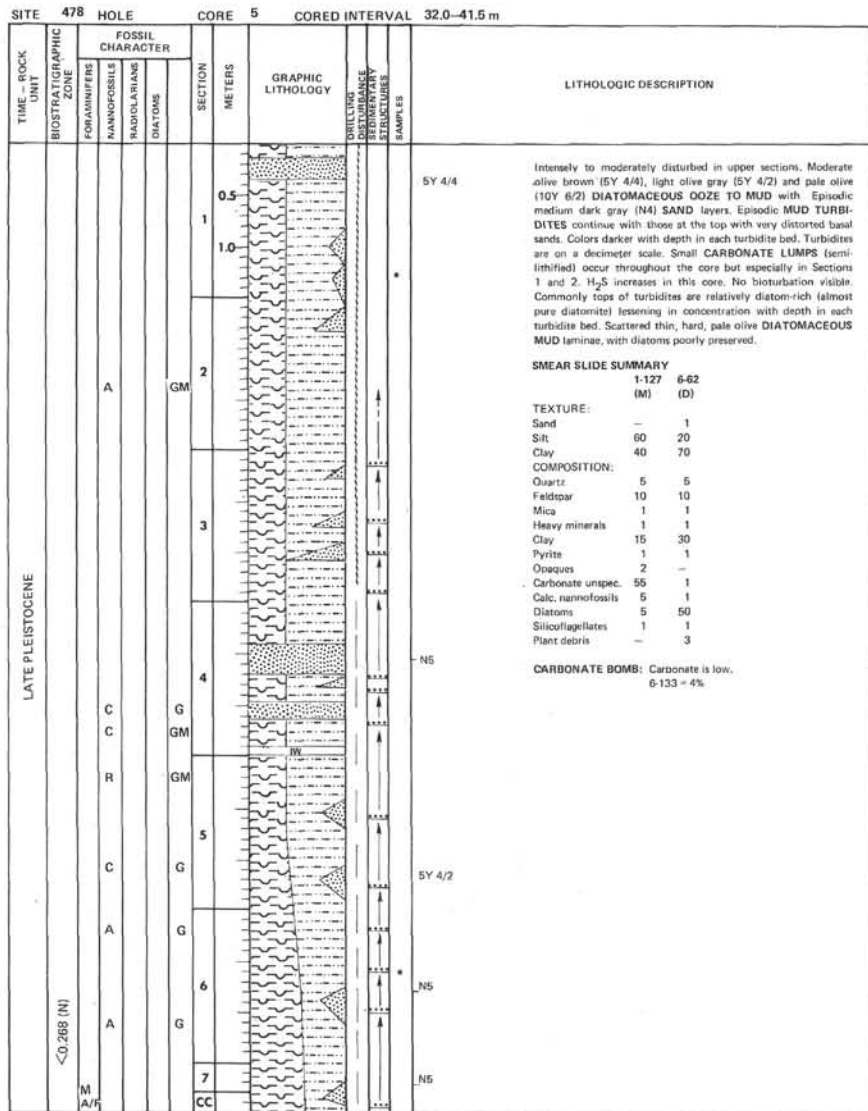 SITE 478 HOLE CORE 5 CORED INTERVAL 32.0–41.5 m
TIME – ROCK UNIT
BIOSTRATIGRAPHIC ZONE
FOSSIL CHARACTER
FORAMINIFERS
NANNOFOSSILS
RADIOLARIANS
DIATOMS
SECTION
METERS
GRAPHIC LITHOLOGY
DRILLING DISTURBANCE
SEDIMENTARY STRUCTURES
SAMPLES
LITHOLOGIC DESCRIPTION
LATE PLEISTOCENE
<0.268 (N)
1
0.5
1.0
5Y 4/4
*
2
A GM
3
4
N5
C G
C GM
IW
R GM
5
C G
5Y 4/2
A G
6
*
N5
A G
7
N5
M
A/F
CC
Intensely to moderately disturbed in upper sections. Moderate
olive brown (5Y 4/4), light olive gray (5Y 4/2) and pale olive
(10Y 6/2) DIATOMACEOUS OOZE TO MUD with Episodic
medium dark gray (N4) SAND layers. Episodic MUD TURBI-
DITES continue with those at the top with very distorted basal
sands. Colors darker with depth in each turbidite bed. Turbidites
are on a decimeter scale. Small CARBONATE LUMPS (semi-
lithified) occur throughout the core but especially in Sections
1 and 2. H2S increases in this core. No bioturbation visible.
Commonly tops of turbidites are relatively diatom-rich (almost
pure diatomite) lessening in concentration with depth in each
turbidite bed. Scattered thin, hard, pale olive DIATOMACEOUS
MUD laminae, with diatoms poorly preserved.
SMEAR SLIDE SUMMARY
1-127 6-62
(M) (D)
TEXTURE:
Sand — 1
Silt 60 20
Clay 40 70
COMPOSITION:
Quartz 5 5
Feldspar 10 10
Mica 1 1
Heavy minerals 1 1
Clay 15 30
Pyrite 1 1
Opaques 2 —
Carbonate unspec. 55 1
Calc. nannofossils 5 1
Diatoms 5 50
Silicoflagellates 1 1
Plant debris — 3
CARBONATE BOMB: Carbonate is low.
6-133 = 4%